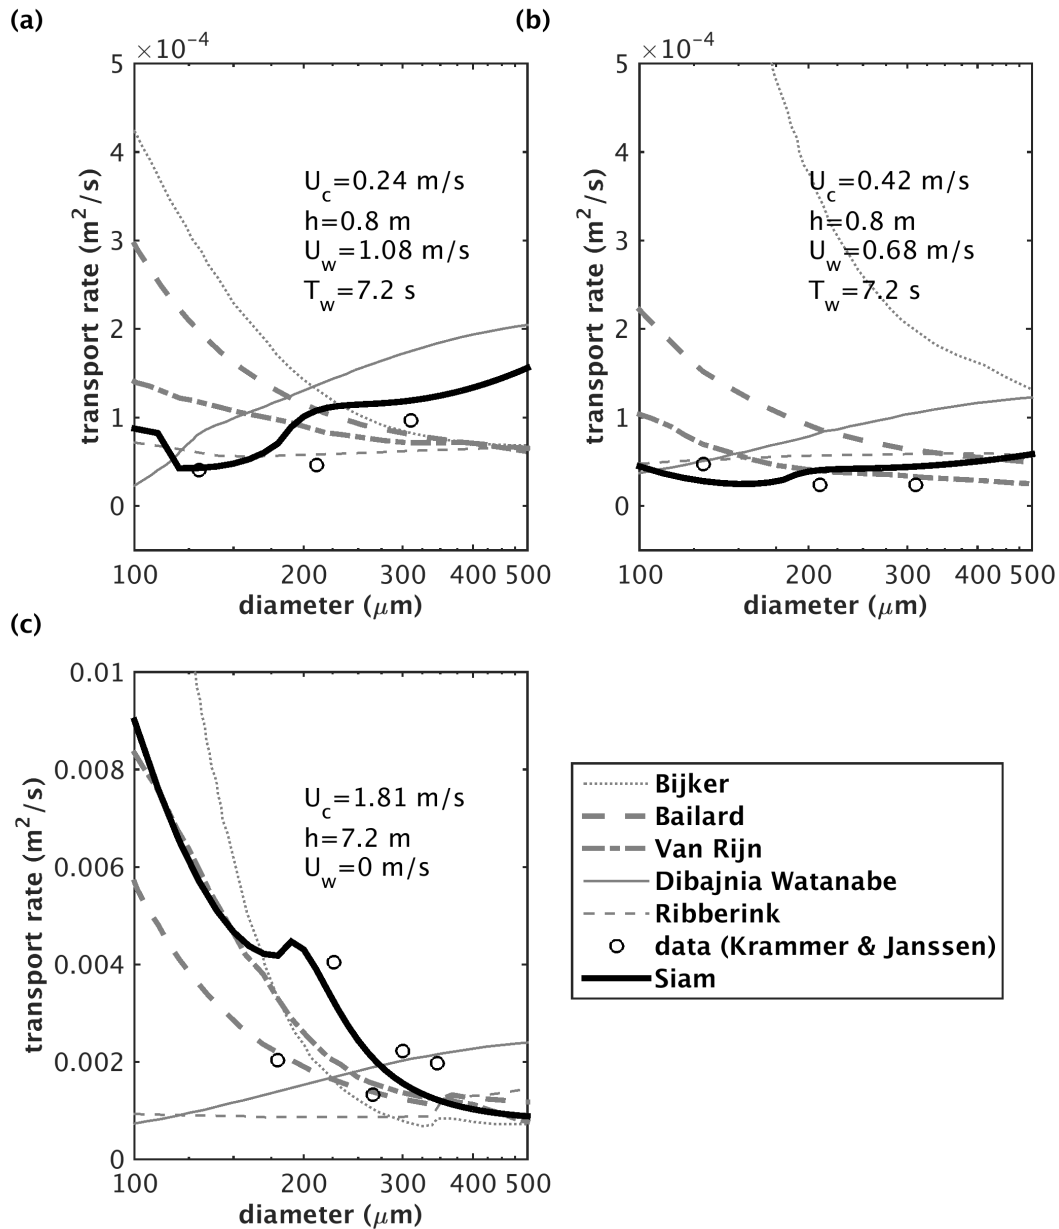 (a)
×10⁻⁴
5
4
3
2
1
0
transport rate (m²/s)
U_c=0.24 m/s
h=0.8 m
U_w=1.08 m/s
T_w=7.2 s
100 200 300 400 500
diameter (μm)
(b)
×10⁻⁴
5
4
3
2
1
0
transport rate (m²/s)
U_c=0.42 m/s
h=0.8 m
U_w=0.68 m/s
T_w=7.2 s
100 200 300 400 500
diameter (μm)
(c)
0.01
0.008
0.006
0.004
0.002
0
transport rate (m²/s)
U_c=1.81 m/s
h=7.2 m
U_w=0 m/s
100 200 300 400 500
diameter (μm)
Bijker
Bailard
Van Rijn
Dibajnia Watanabe
Ribberink
data (Krammer & Janssen)
Siam